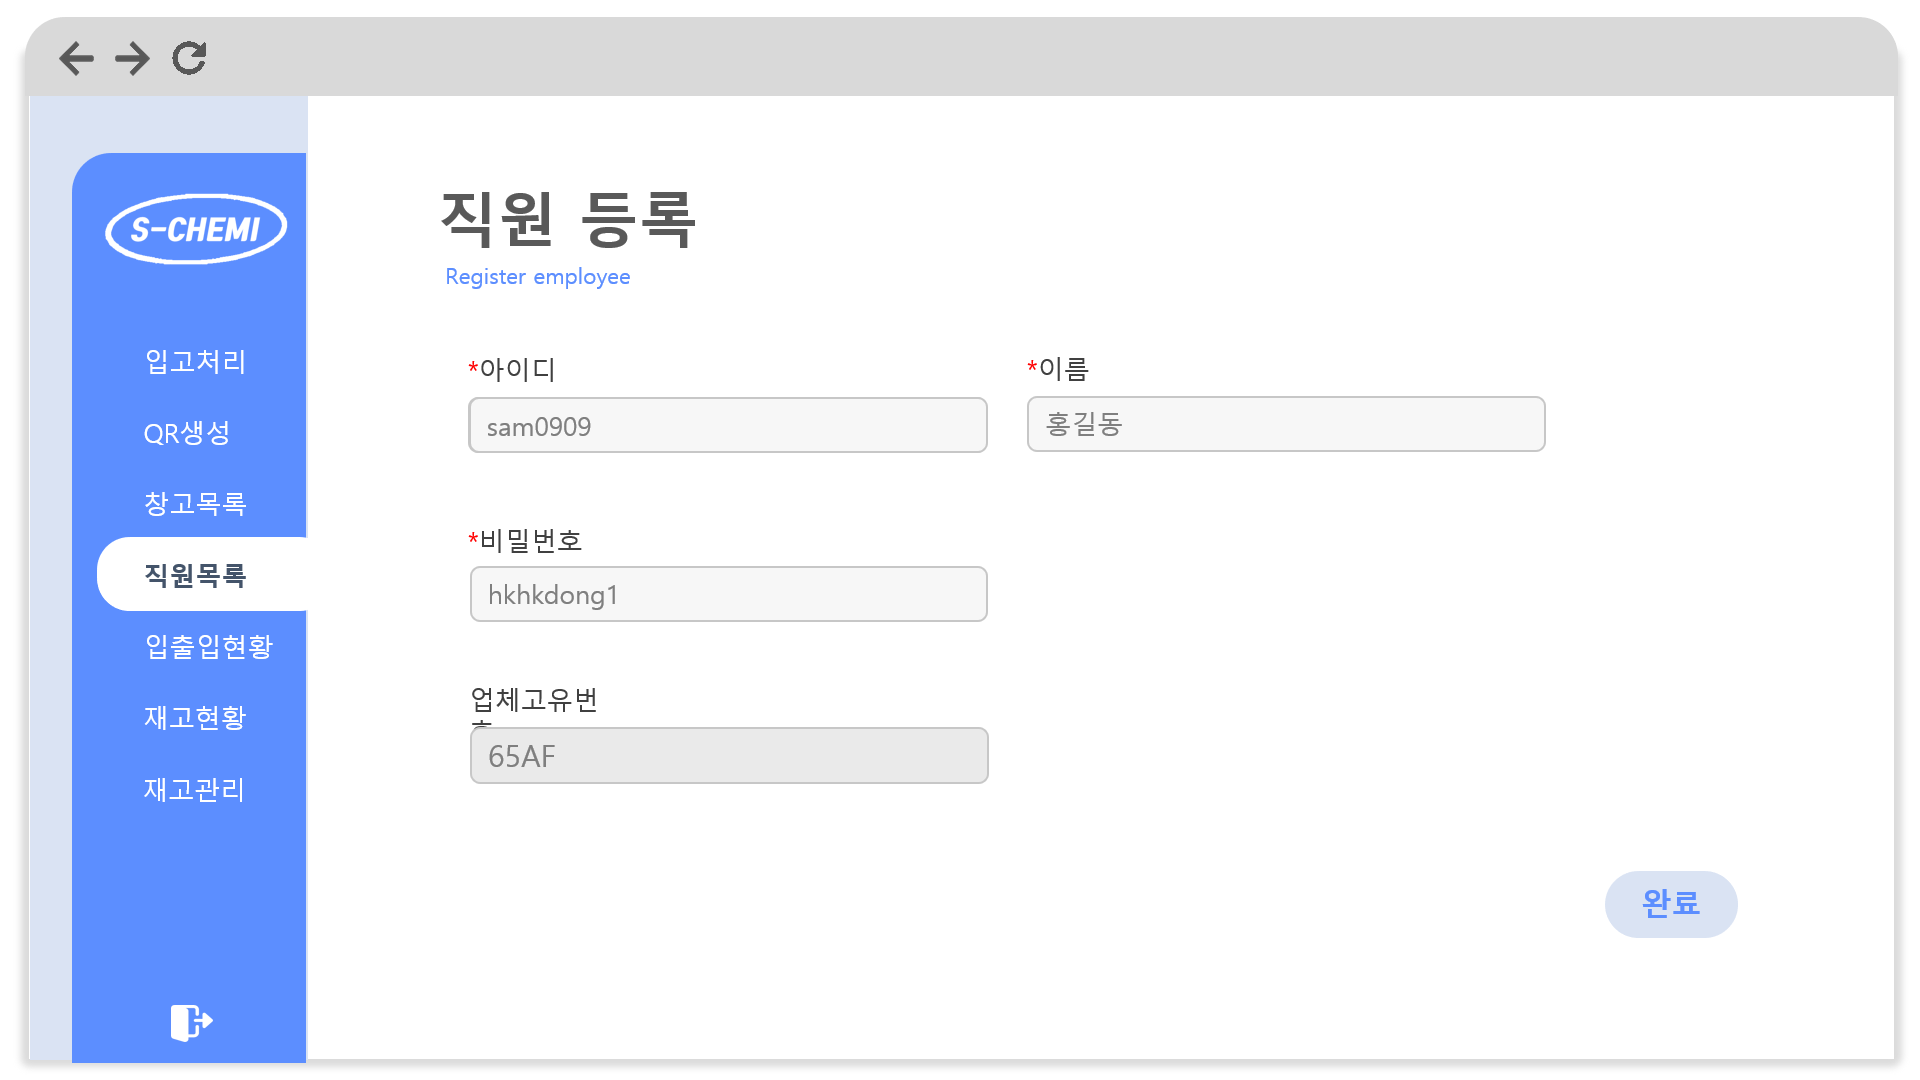 S-CHEMI
입고처리
QR생성
창고목록
직원목록
입출입현황
재고현황
재고관리
직원 등록
Register employee
*아이디
sam0909
*이름
홍길동
*비밀번호
hkhkdong1
업체고유번
65AF
완료